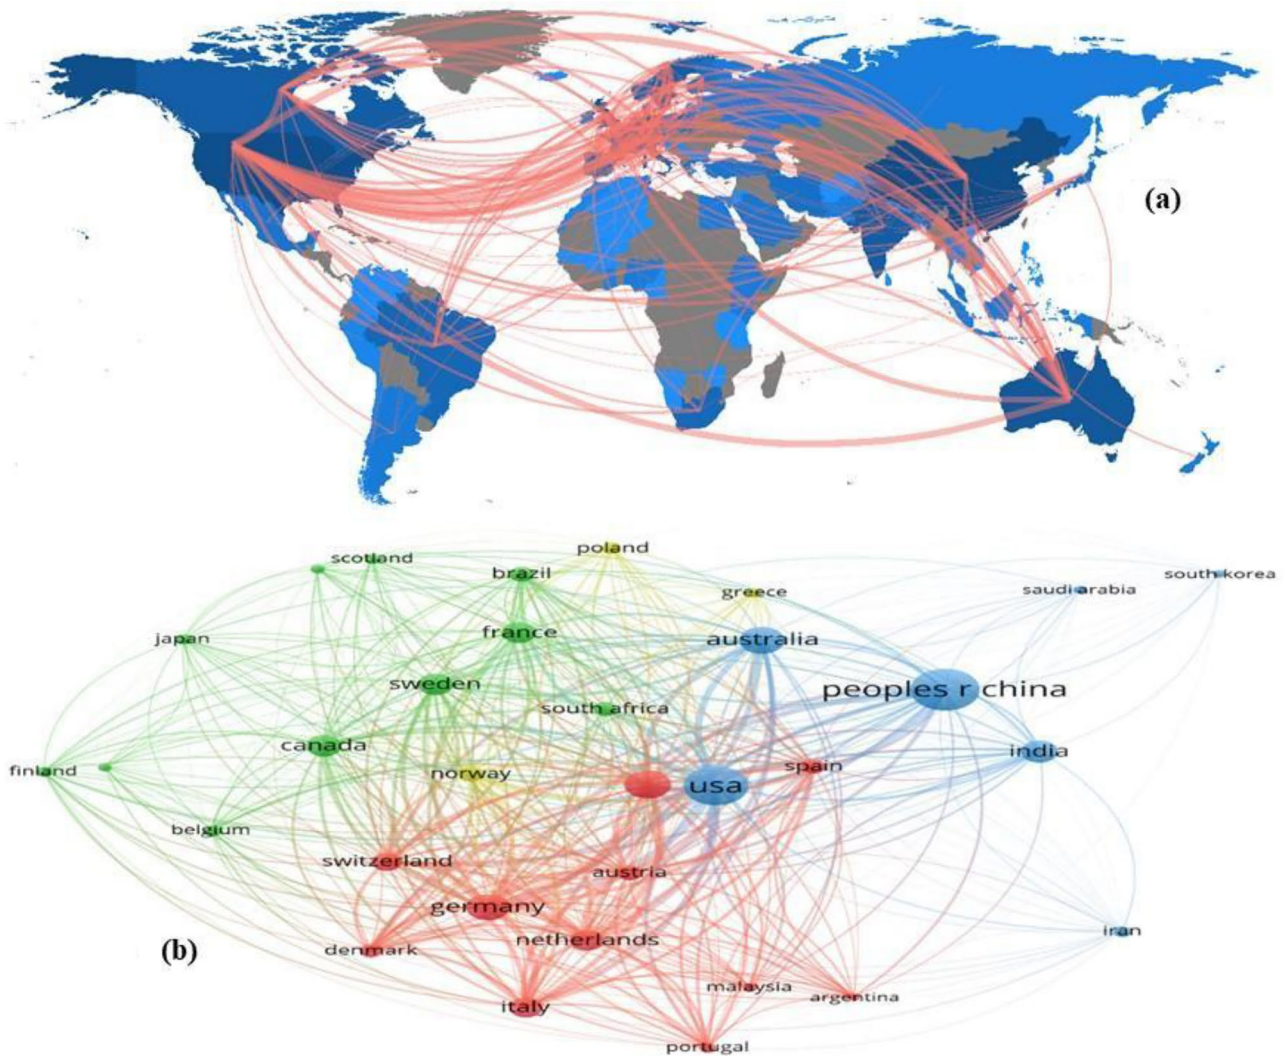 (a)
poland
scotland
brazil
south korea
saudi arabia
greece
japan
france
australia
sweden
peoples r china
south africa
canada
india
spain
finland
norway
usa
belgium
switzerland
austria
germany
iran
netherlands
(b)
denmark
malaysia
argentina
italy
portugal